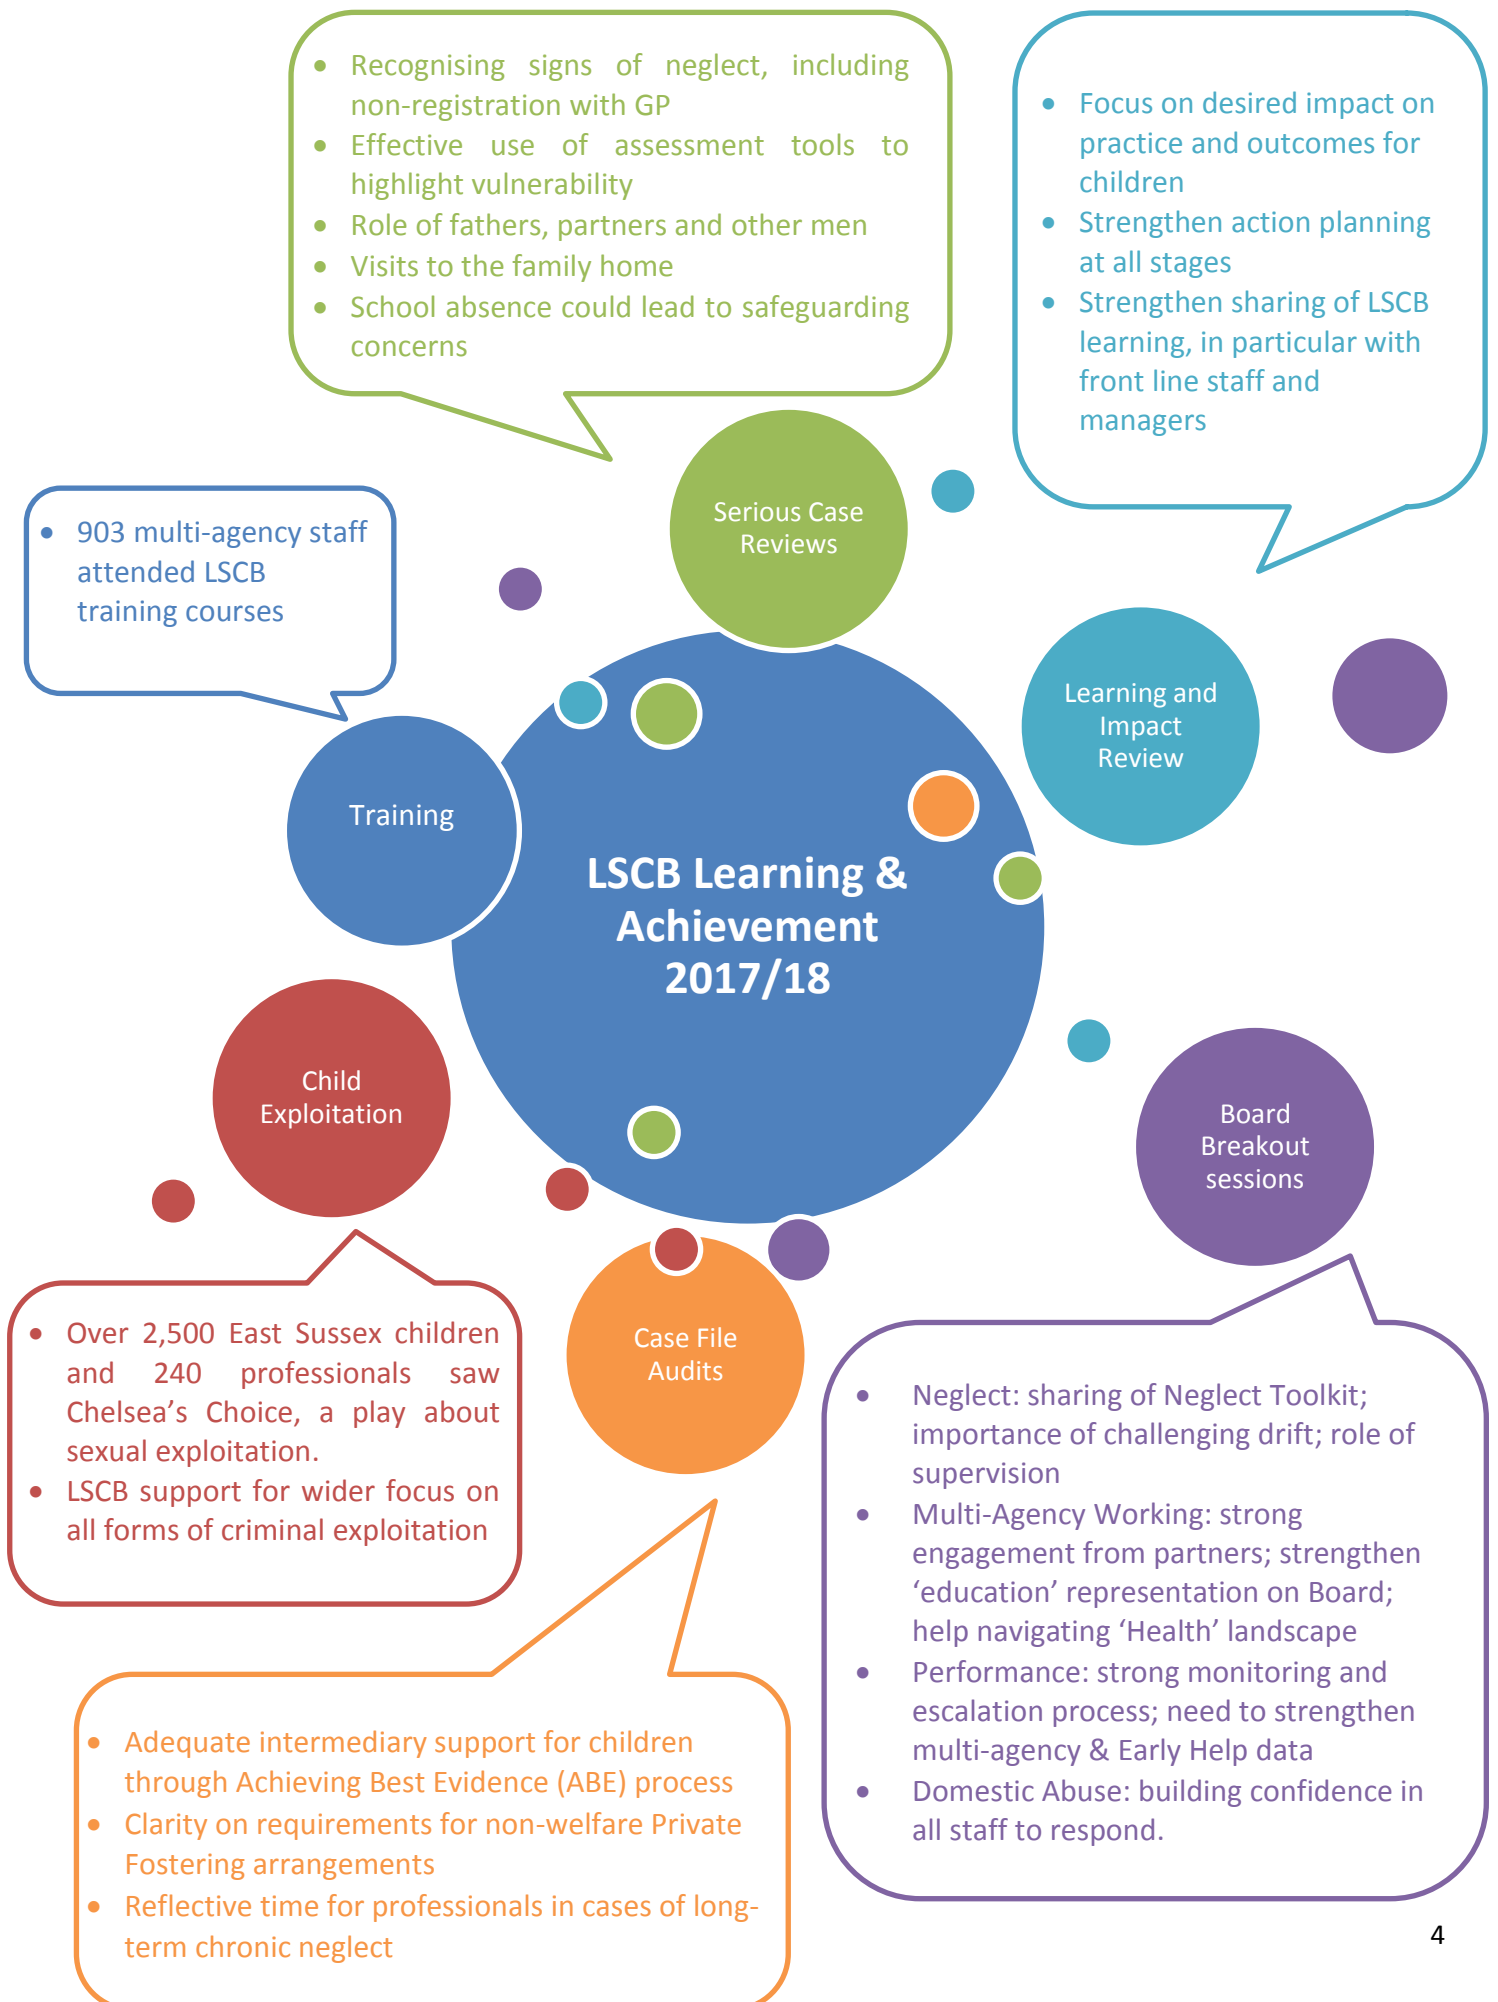 • Recognising signs of neglect, including
non-registration with GP
• Effective use of assessment tools to
highlight vulnerability
• Role of fathers, partners and other men
• Visits to the family home
• School absence could lead to safeguarding
concerns
• Focus on desired impact on
practice and outcomes for
children
• Strengthen action planning
at all stages
• Strengthen sharing of LSCB
learning, in particular with
front line staff and
managers
Serious Case
Reviews
• 903 multi-agency staff
attended LSCB
training courses
Learning and
Impact
Review
Training
LSCB Learning &
Achievement
2017/18
Child
Exploitation
Board
Breakout
sessions
Case File
Audits
• Over 2,500 East Sussex children
and 240 professionals saw
Chelsea’s Choice, a play about
sexual exploitation.
• LSCB support for wider focus on
all forms of criminal exploitation
• Neglect: sharing of Neglect Toolkit;
importance of challenging drift; role of
supervision
• Multi-Agency Working: strong
engagement from partners; strengthen
‘education’ representation on Board;
help navigating ‘Health’ landscape
• Performance: strong monitoring and
escalation process; need to strengthen
multi-agency & Early Help data
• Domestic Abuse: building confidence in
all staff to respond.
• Adequate intermediary support for children
through Achieving Best Evidence (ABE) process
• Clarity on requirements for non-welfare Private
Fostering arrangements
• Reflective time for professionals in cases of long-
term chronic neglect
4